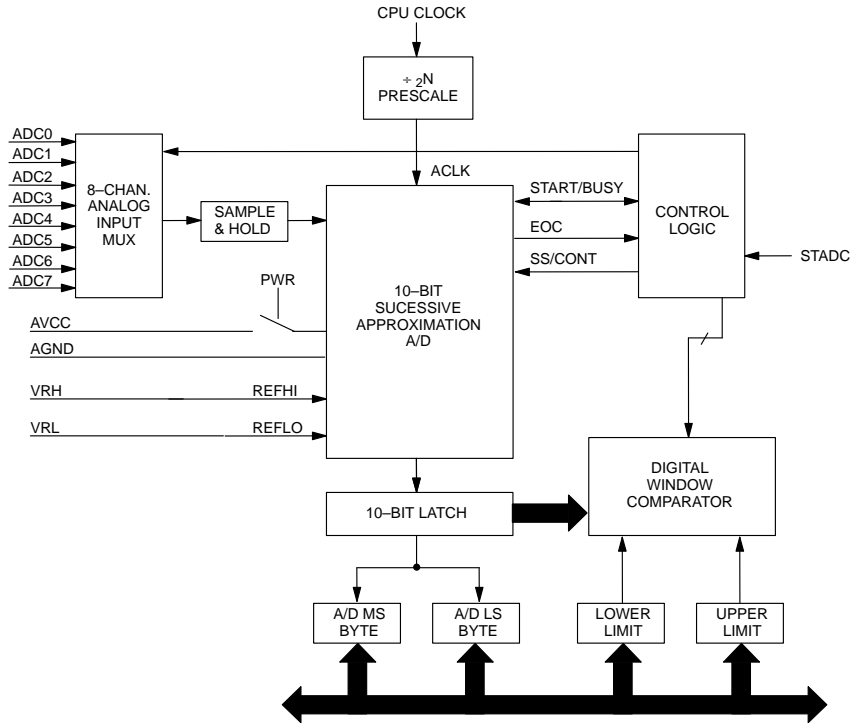 CPU CLOCK
÷ 2N
PRESCALE
ADC0
ADC1
ADC2
ADC3
ADC4
ADC5
ADC6
ADC7
8–CHAN.
ANALOG
INPUT
MUX
SAMPLE
& HOLD
ACLK
START/BUSY
EOC
SS/CONT
CONTROL
LOGIC
STADC
PWR
10–BIT
SUCESSIVE
APPROXIMATION
A/D
AVCC
AGND
VRH
REFHI
VRL
REFLO
10–BIT LATCH
DIGITAL
WINDOW
COMPARATOR
A/D MS
BYTE
A/D LS
BYTE
LOWER
LIMIT
UPPER
LIMIT